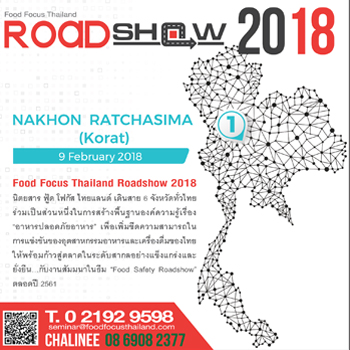 Food Focus Thailand
ROADSHOW 2018
NAKHON RATCHASIMA
(Korat)
1
9 February 2018
Food Focus Thailand Roadshow 2018
นิตยสาร ฟู้ด โฟกัส ไทยแลนด์ เดินสาย 6 จังหวัดทั่วไทย
ร่วมเป็นส่วนหนึ่งในการสร้างพื้นฐานองค์ความรู้เรื่อง
"อาหารปลอดภัยอาหาร" เพื่อเพิ่มขีดความสามารถใน
การแข่งขันของอุตสาหกรรมอาหารและเครื่องดื่มของไทย
ให้พร้อมก้าวสู่ตลาดในระดับสากลอย่างแข็งแกร่งและ
ยั่งยืน...กับงานสัมมนาในธีม "Food Safety Roadshow"
ตลอดปี 2561
T. 0 2192 9598
seminar@foodfocusthailand.com
CHALINEE 08 6908 2377